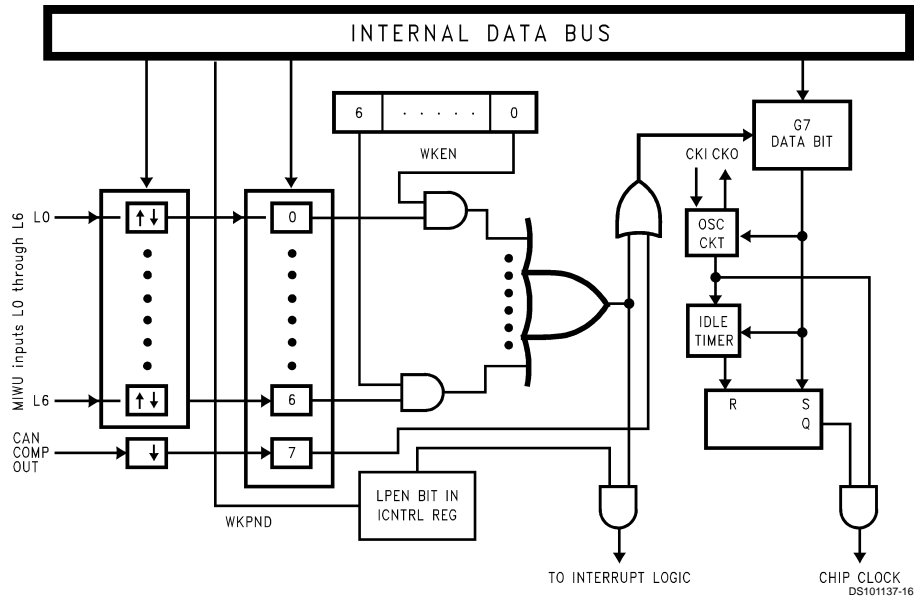 INTERNAL DATA BUS
6 . . . . . 0
WKEN
G7
DATA BIT
CKI CKO
OSC
CKT
IDLE
TIMER
R S
Q
MIWU inputs L0 through L6
L0
0
L6
6
CAN
COMP
OUT
7
WKPND
LPEN BIT IN
ICNTRL REG
TO INTERRUPT LOGIC
CHIP CLOCK
DS101137-16